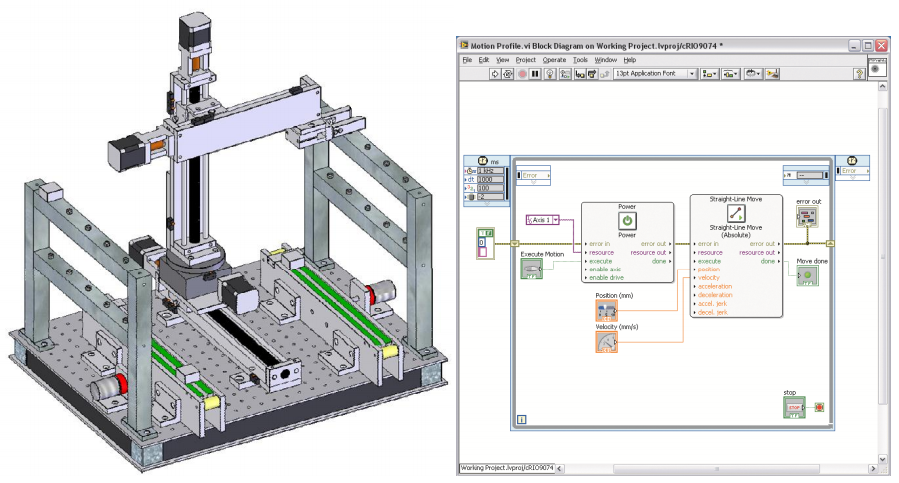 Motion Profile.vi Block Diagram on Working Project.lvproj/cRIO9074 *
File Edit View Project Operate Tools Window Help
13pt Application Font
ms
1 kHz
dt 1000
100
-2
Error
Error
Power
Power
error in error out
resource resource out
execute done
enable axis
enable drive
Straight-Line Move
Straight-Line Move
(Absolute)
error in error out
resource resource out
execute done
position
velocity
acceleration
deceleration
accel. jerk
decel. jerk
error out
Axis 1
Execute Motion
Move done
Position (mm)
Velocity (mm/s)
stop
STOP
i
Working Project.lvproj/cRIO9074